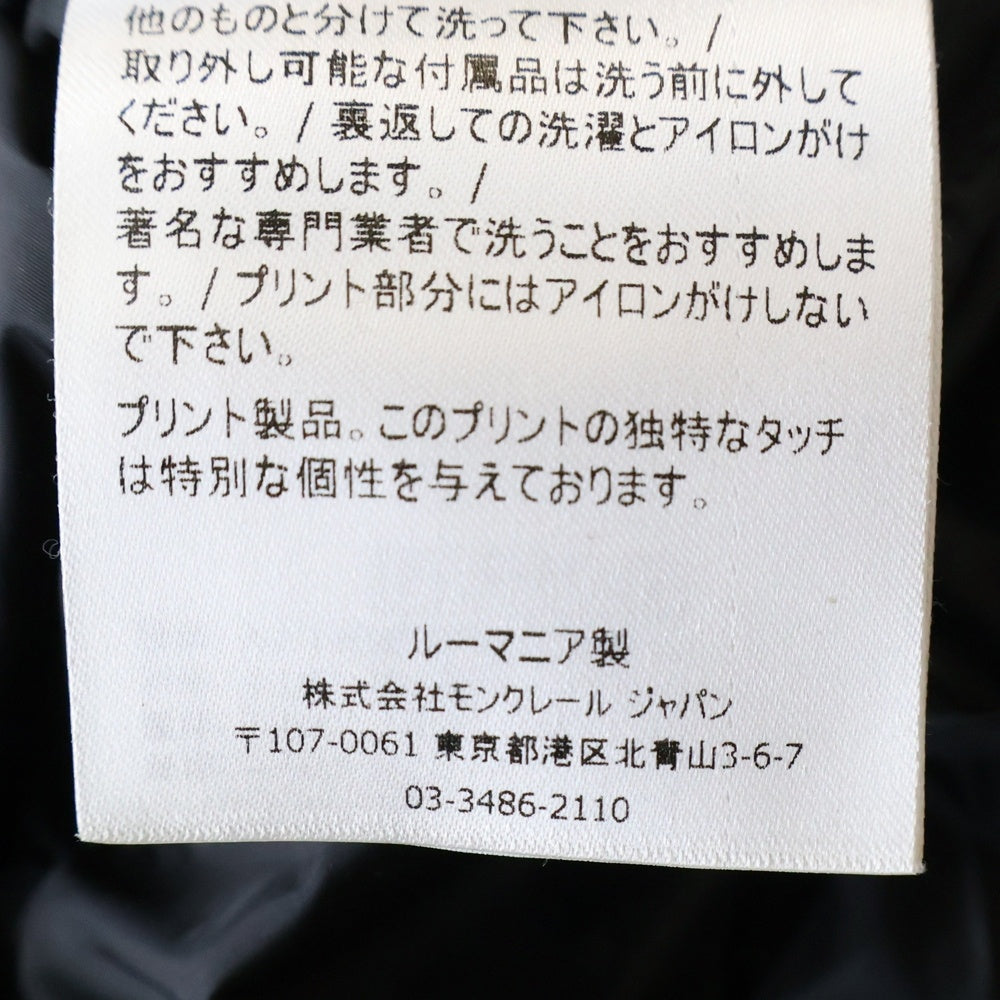 他のものと分けて洗って下さい。/
取り外し可能な付属品は洗う前に外して
ください。/ 裏返しての洗濯とアイロンがけ
をおすすめします。/
著名な専門業者で洗うことをおすすめしま
す。/ プリント部分にはアイロンがけしない
で下さい。
プリント製品。このプリントの独特なタッチ
は特別な個性を与えております。
ルーマニア製
株式会社モンクレール ジャパン
〒107-0061 東京都港区北青山3-6-7
03-3486-2110